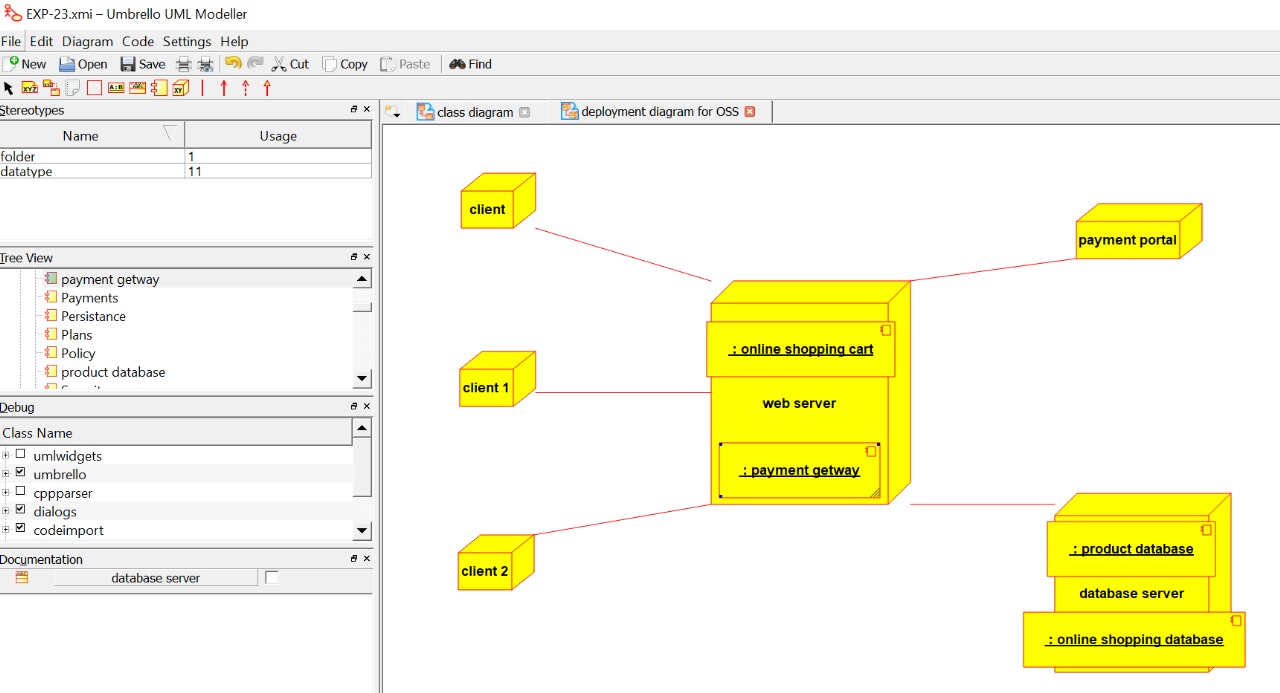 EXP-23.xmi – Umbrello UML Modeller
File Edit Diagram Code Settings Help
New Open Save Cut Copy Paste Find
XYZ A:B XY
Stereotypes
Name Usage
folder 1
datatype 11
Tree View
payment getway
Payments
Persistance
Plans
Policy
product database
Debug
Class Name
umlwidgets
umbrello
cppparser
dialogs
codeimport
Documentation
database server
class diagram
deployment diagram for OSS
client
payment portal
: online shopping cart
client 1
web server
: payment getway
client 2
: product database
database server
: online shopping database